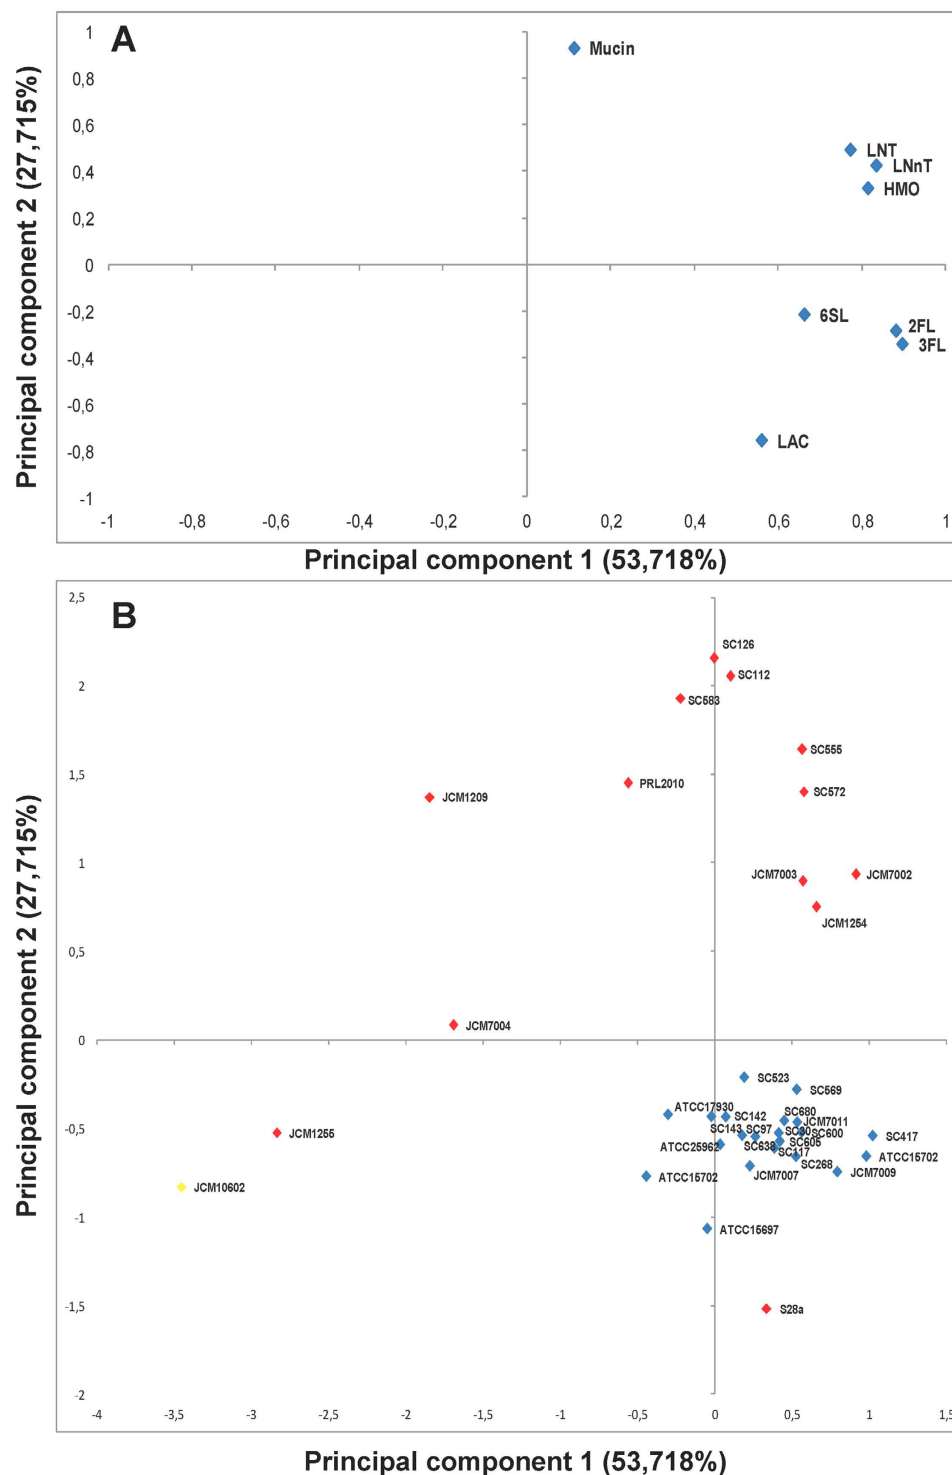 A
Principal component 2 (27,715%)
1
0,8
0,6
0,4
0,2
0
-0,2
-0,4
-0,6
-0,8
-1
Mucin
LNT
LNnT
HMO
6SL
2FL
3FL
LAC
-1 -0,8 -0,6 -0,4 -0,2 0 0,2 0,4 0,6 0,8 1
Principal component 1 (53,718%)
B
Principal component 2 (27,715%)
2,5
2
1,5
1
0,5
0
-0,5
-1
-1,5
-2
SC126
SC112
SC583
SC555
PRL2010
SC572
JCM1209
JCM7003 JCM7002
JCM1254
JCM7004
SC523
SC569
ATCC17930
SC680
SC142
JCM7011
SC143 SC97
SC30
SC600
JCM1255
SC417
ATCC25962
SC638
SC605
SC117
ATCC15702
SC268
JCM7007
JCM7009
ATCC15702
JCM10602
ATCC15697
S28a
-4 -3,5 -3 -2,5 -2 -1,5 -1 -0,5 0 0,5 1 1,5
Principal component 1 (53,718%)